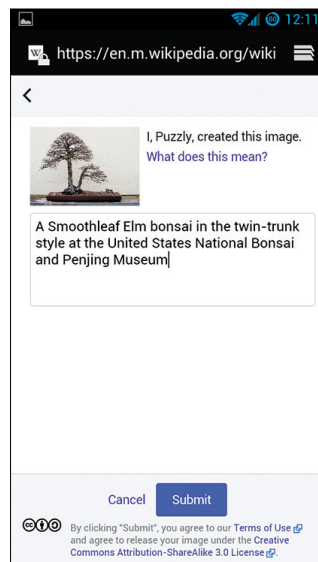 80 12:11
W https://en.m.wikipedia.org/wiki
I, Puzzly, created this image.
What does this mean?
A Smoothleaf Elm bonsai in the twin-trunk
style at the United States National Bonsai
and Penjing Museum
Cancel Submit
By clicking "Submit", you agree to our Terms of Use
and agree to release your image under the Creative
Commons Attribution-ShareAlike 3.0 License.